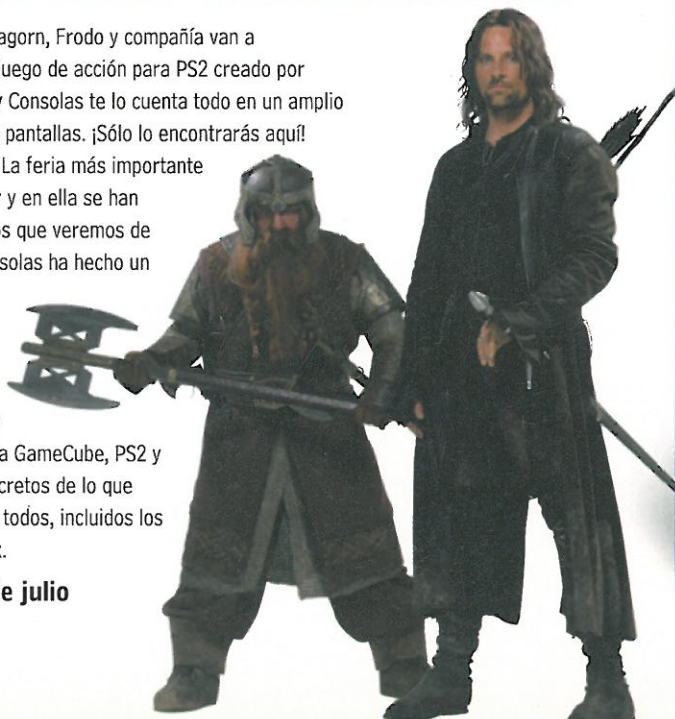 agorn, Frodo y compañía van a
uego de acción para PS2 creado por
y Consolas te lo cuenta todo en un amplio
pantallas. ¡Sólo lo encontrarás aquí!
La feria más importante
r y en ella se han
os que veremos de
solas ha hecho un
a GameCube, PS2 y
cretos de lo que
todos, incluidos los
x.
e julio